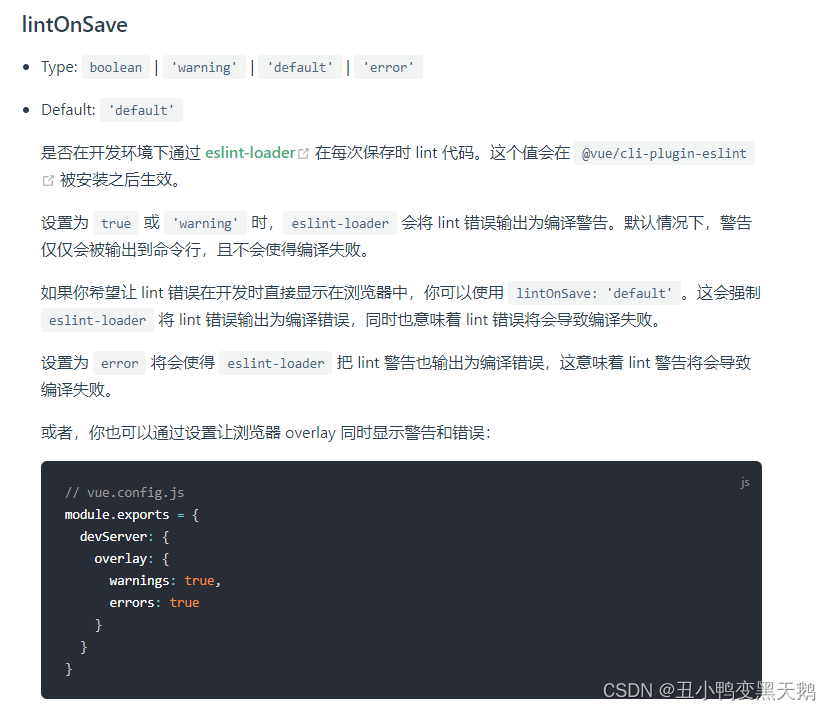 lintOnSave
Type: boolean | 'warning' | 'default' | 'error'
Default: 'default'
是否在开发环境下通过 eslint-loader 在每次保存时 lint 代码。这个值会在 @vue/cli-plugin-eslint
被安装之后生效。
设置为 true 或 'warning' 时， eslint-loader 会将 lint 错误输出为编译警告。默认情况下，警告
仅仅会被输出到命令行，且不会使得编译失败。
如果你希望让 lint 错误在开发时直接显示在浏览器中，你可以使用 lintOnSave: 'default' 。这会强制
eslint-loader 将 lint 错误输出为编译错误，同时也意味着 lint 错误将会导致编译失败。
设置为 error 将会使得 eslint-loader 把 lint 警告也输出为编译错误，这意味着 lint 警告将会导致
编译失败。
或者，你也可以通过设置让浏览器 overlay 同时显示警告和错误：
js
// vue.config.js
module.exports = {
  devServer: {
    overlay: {
      warnings: true,
      errors: true
    }
  }
}
CSDN @丑小鸭变黑天鹅